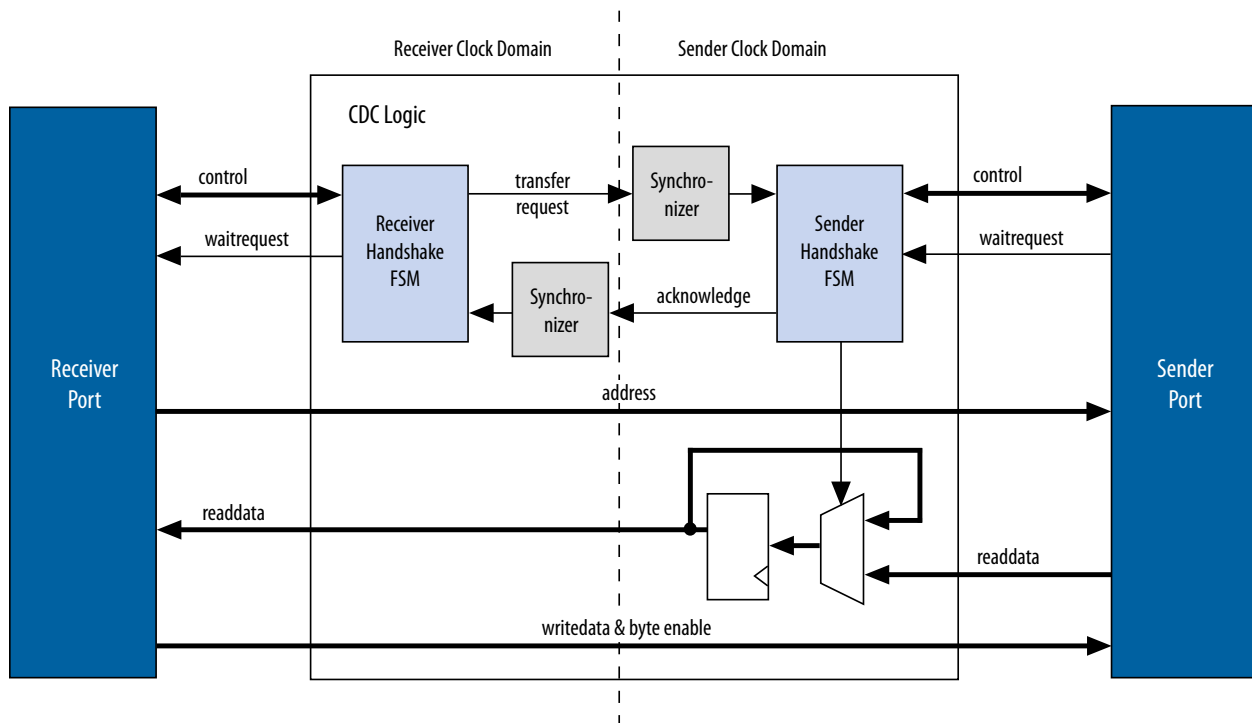 Receiver Clock Domain
Sender Clock Domain
CDC Logic
control
transfer
request
Synchro-
nizer
control
Receiver
Handshake
FSM
Sender
Handshake
FSM
waitrequest
waitrequest
Synchro-
nizer
acknowledge
Receiver
Port
Sender
Port
address
readdata
readdata
writedata & byte enable